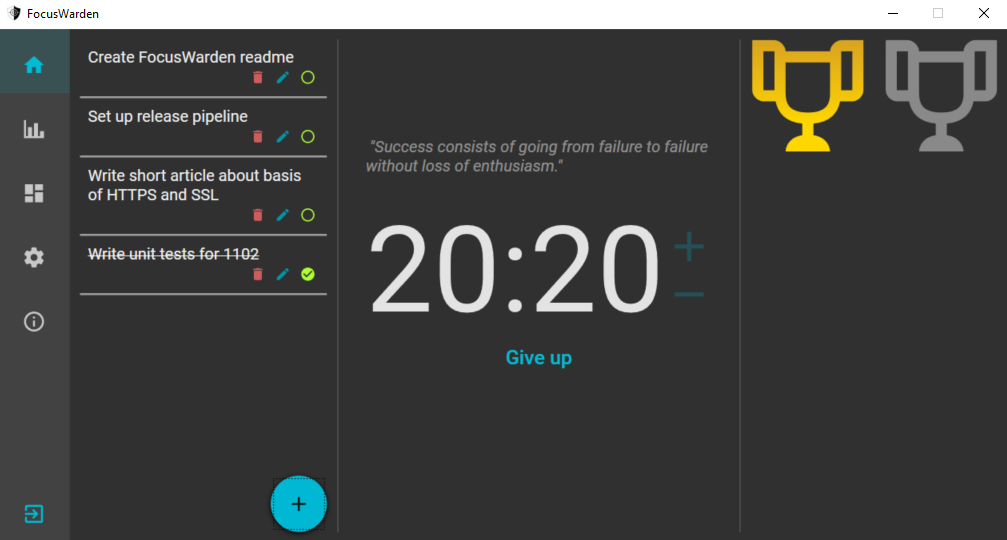 FocusWarden
Create FocusWarden readme
Set up release pipeline
Write short article about basis
of HTTPS and SSL
Write unit tests for 1102
"Success consists of going from failure to failure
without loss of enthusiasm."
20:20
Give up